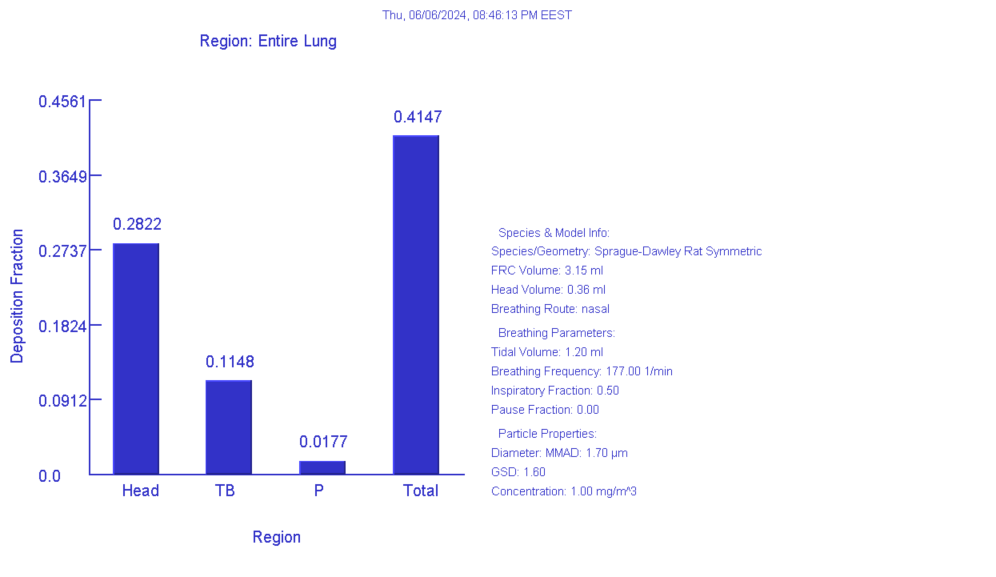 Thu, 06/06/2024, 08:46:13 PM EEST
Region: Entire Lung
0.4561
0.3649
0.2737
0.1824
0.0912
0.0
Deposition Fraction
0.2822
0.1148
0.0177
0.4147
Head TB P Total
Region
Species & Model Info:
Species/Geometry: Sprague-Dawley Rat Symmetric
FRC Volume: 3.15 ml
Head Volume: 0.36 ml
Breathing Route: nasal
Breathing Parameters:
Tidal Volume: 1.20 ml
Breathing Frequency: 177.00 1/min
Inspiratory Fraction: 0.50
Pause Fraction: 0.00
Particle Properties:
Diameter: MMAD: 1.70 µm
GSD: 1.60
Concentration: 1.00 mg/m^3